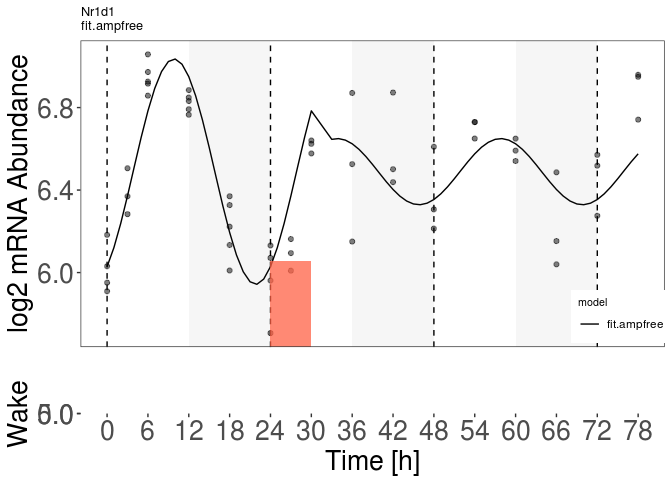 Nr1d1
fit.ampfree
log2 mRNA Abundance
6.8
6.4
6.0
model
fit.ampfree
Wake
0 6 12 18 24 30 36 42 48 54 60 66 72 78
Time [h]